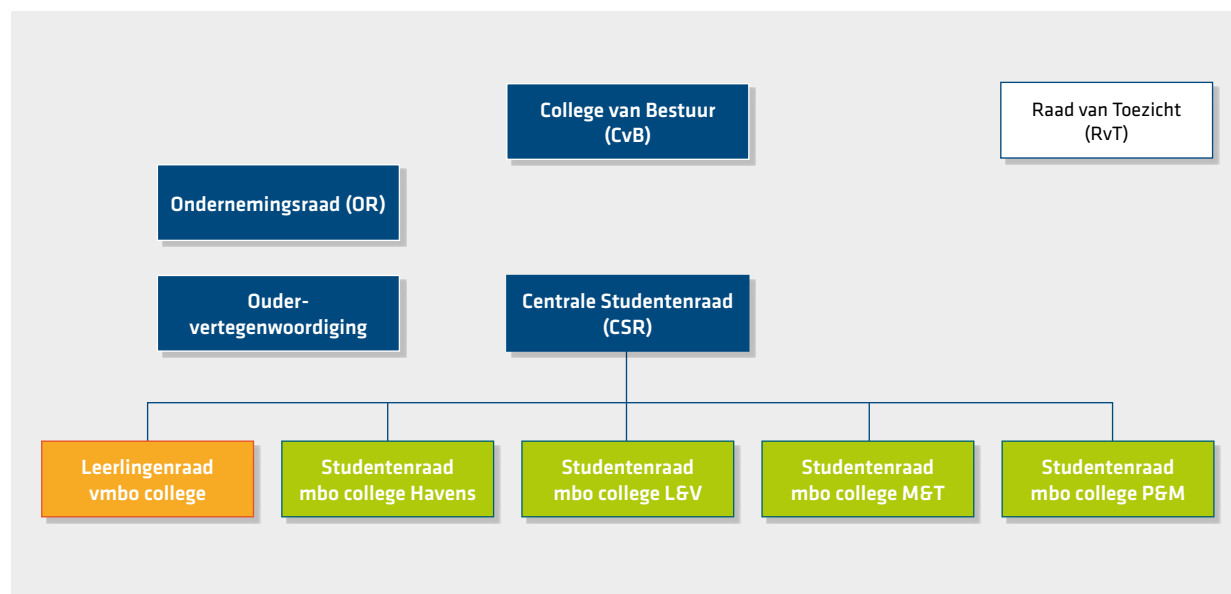 College van Bestuur
(CvB)
Raad van Toezicht
(RvT)
Ondernemingsraad (OR)
Ouder-
vertegenwoordiging
Centrale Studentenraad
(CSR)
Leerlingenraad
vmbo college
Studentenraad
mbo college Havens
Studentenraad
mbo college L&V
Studentenraad
mbo college M&T
Studentenraad
mbo college P&M